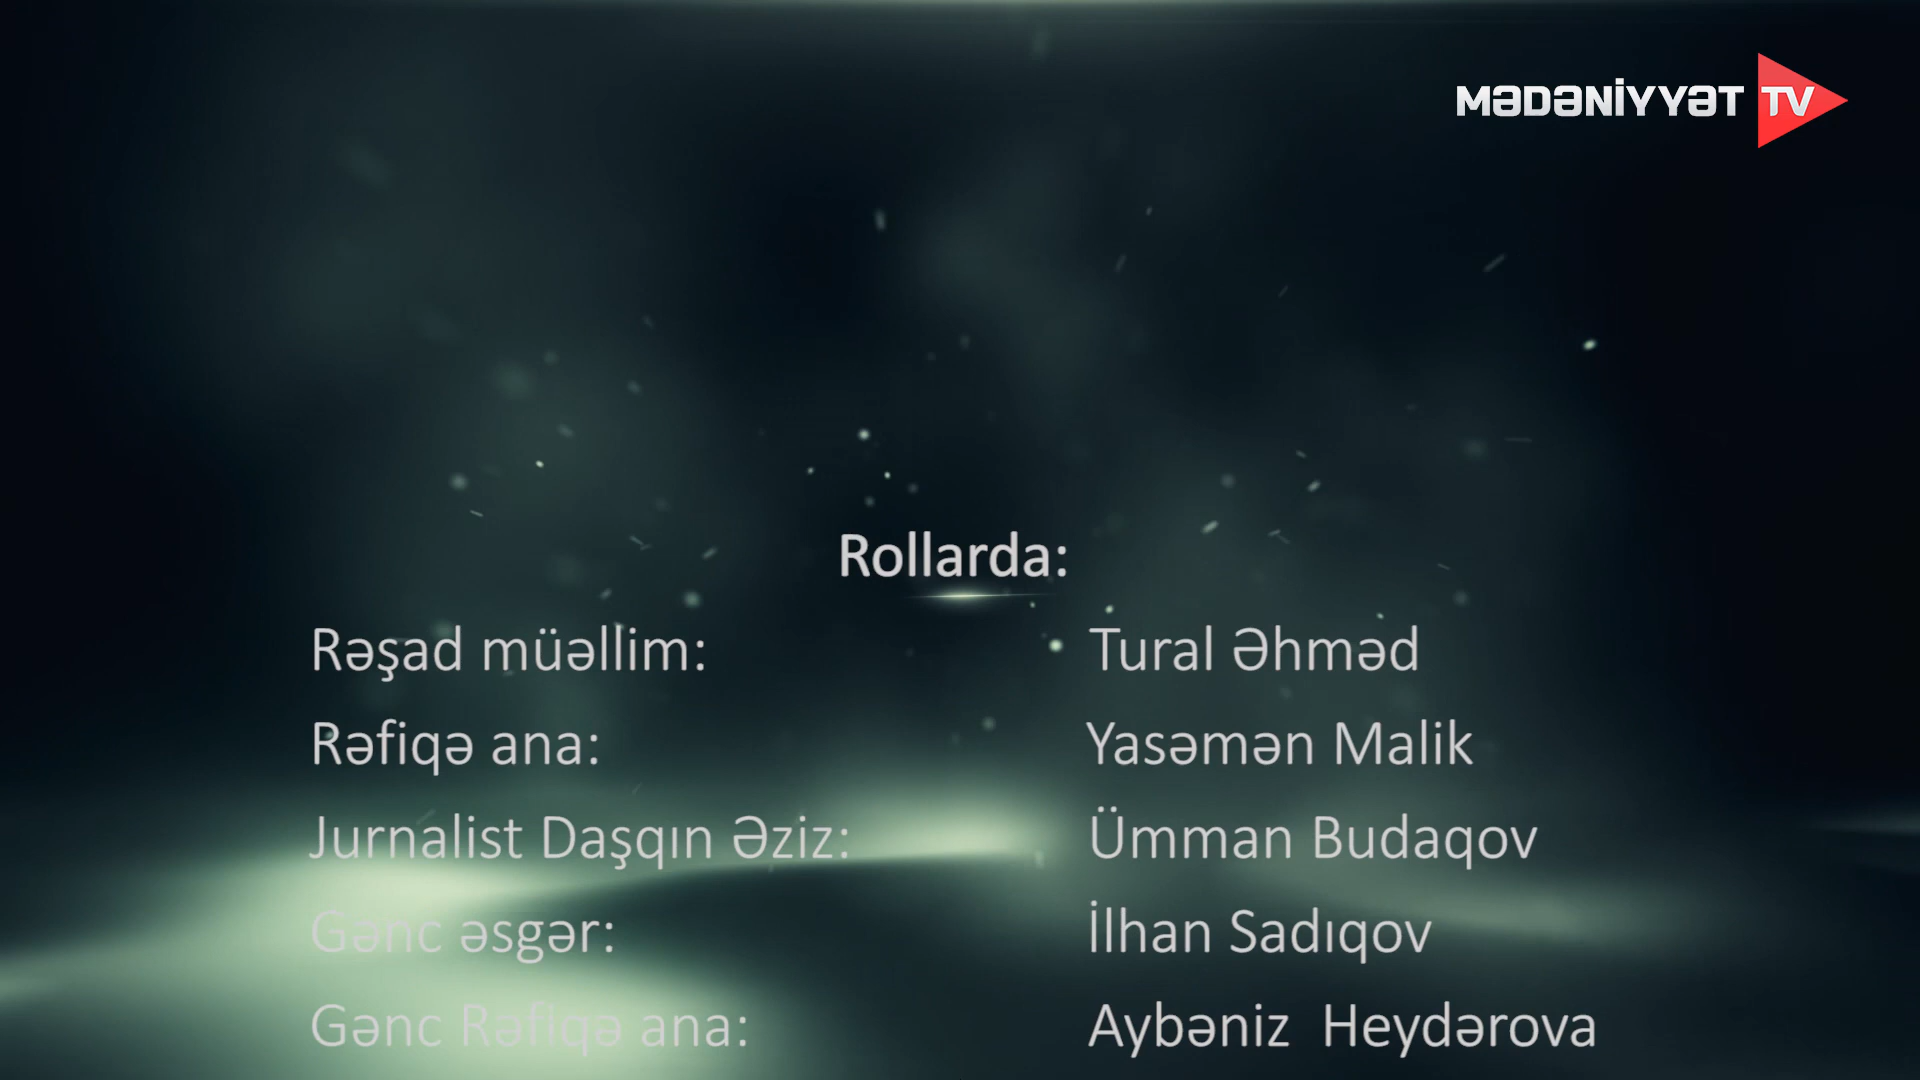 MƏDƏNİYYƏT TV
Rollarda:
Rəşad müəllim: Tural Əhməd
Rəfiqə ana: Yasəmən Malik
Jurnalist Daşqın Əziz: Ümman Budaqov
Gənc əsgər: İlhan Sadıqov
Gənc Rəfiqə ana: Aybəniz Heydərova